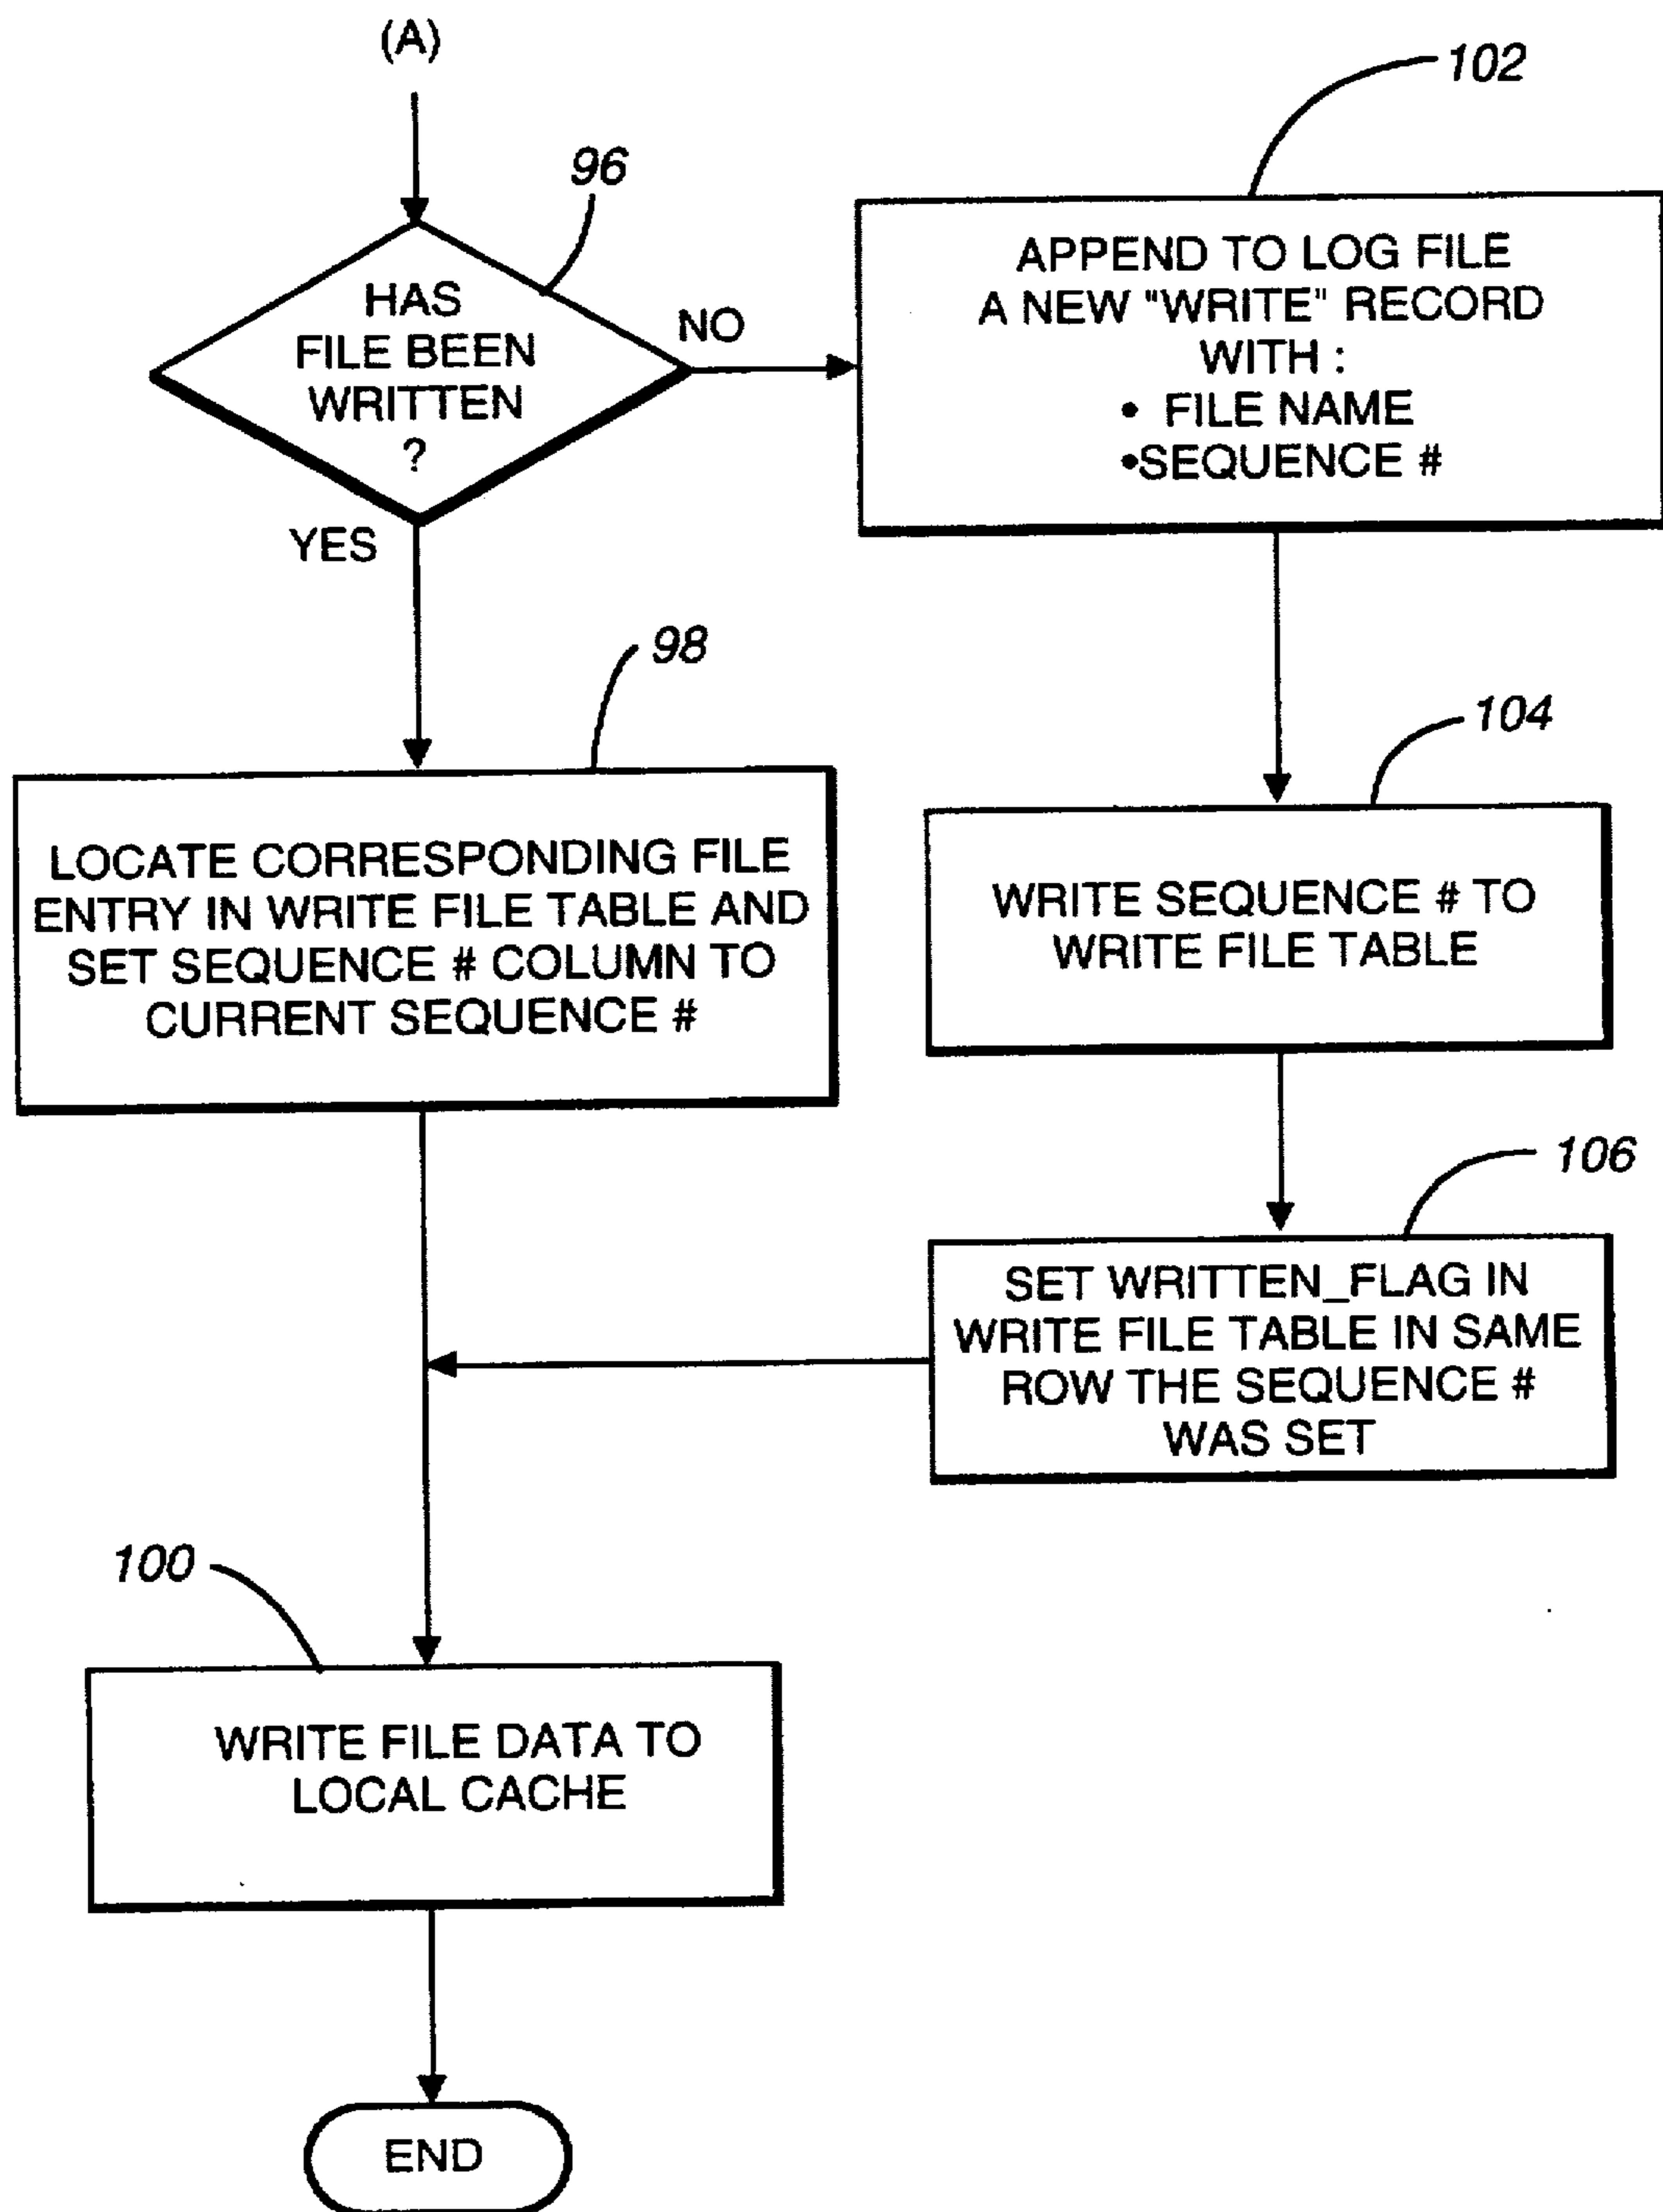 (A)
102
96
HAS
FILE BEEN
WRITTEN
?
NO
YES
APPEND TO LOG FILE
A NEW "WRITE" RECORD
WITH :
• FILE NAME
•SEQUENCE #
98
LOCATE CORRESPONDING FILE
ENTRY IN WRITE FILE TABLE AND
SET SEQUENCE # COLUMN TO
CURRENT SEQUENCE #
104
WRITE SEQUENCE # TO
WRITE FILE TABLE
106
SET WRITTEN_FLAG IN
WRITE FILE TABLE IN SAME
ROW THE SEQUENCE #
WAS SET
100
WRITE FILE DATA TO
LOCAL CACHE
END